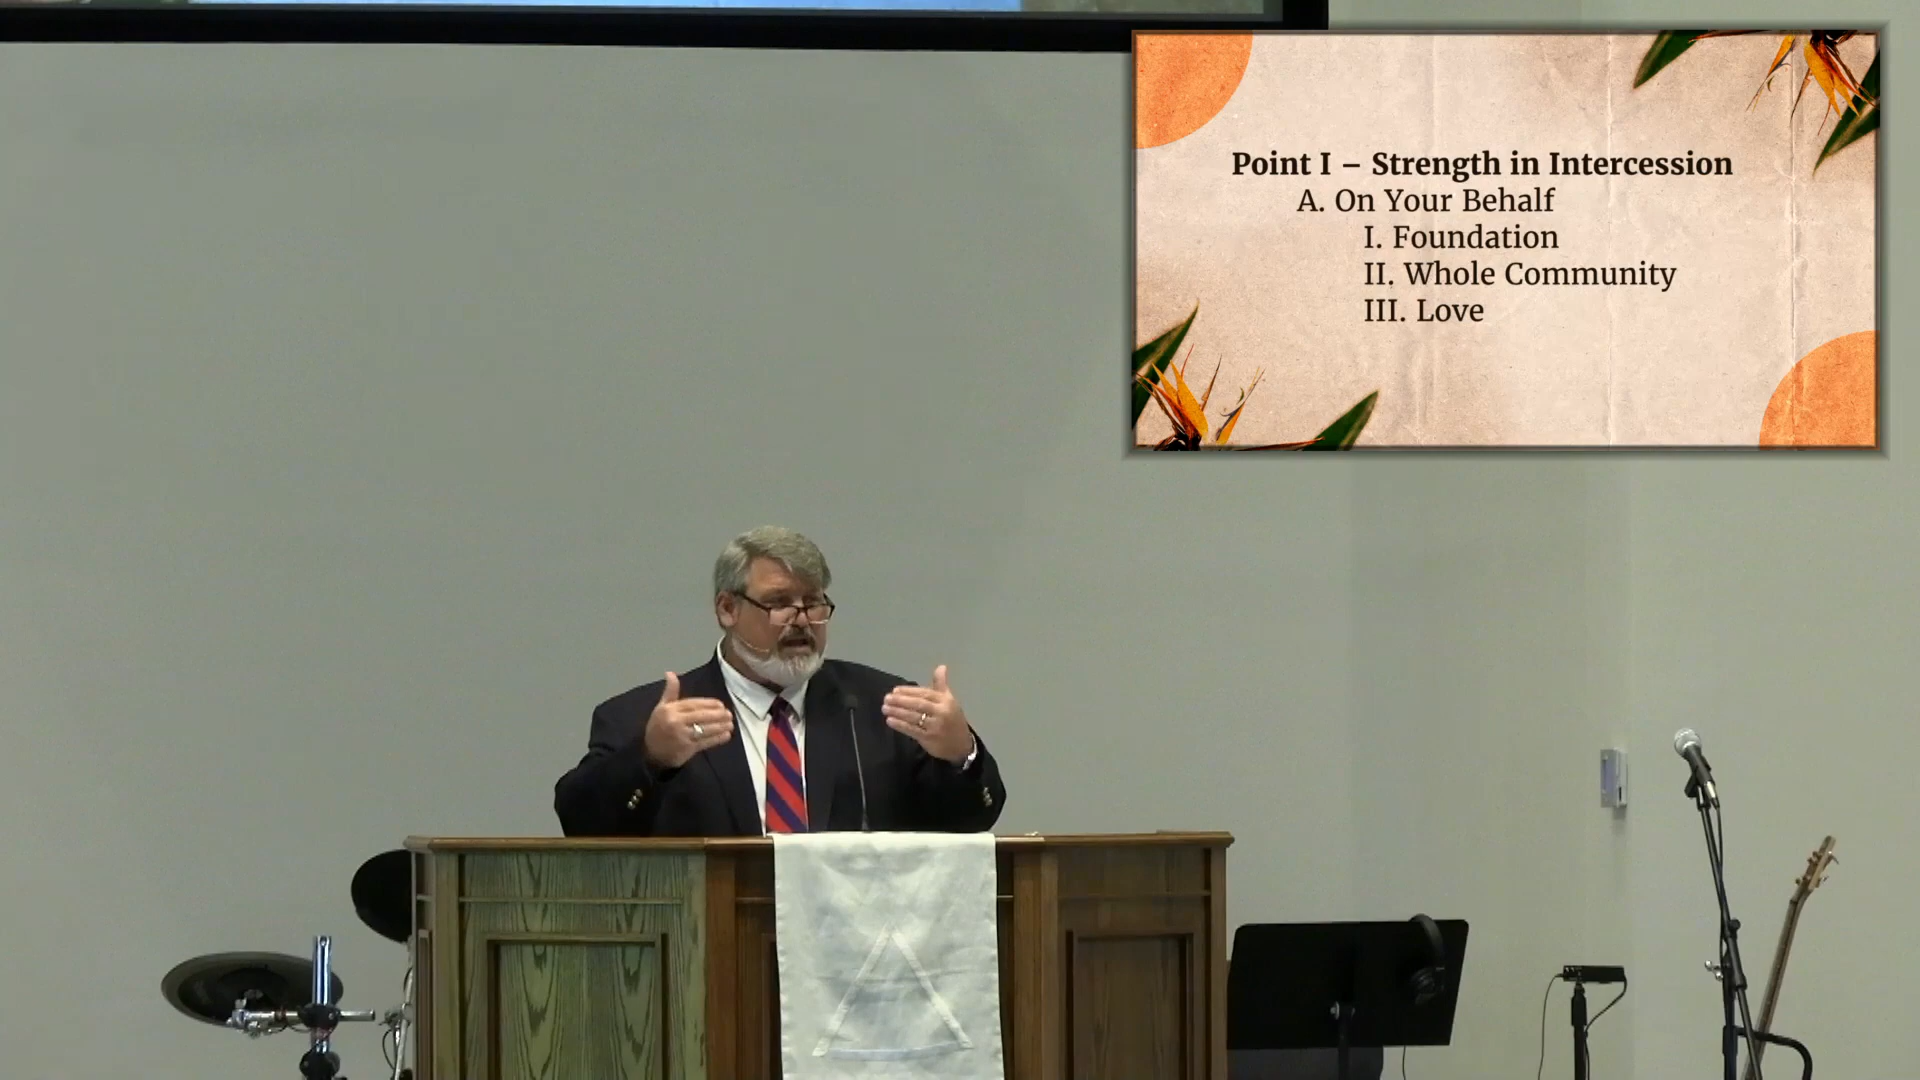 Point I – Strength in Intercession
A. On Your Behalf
I. Foundation
II. Whole Community
III. Love